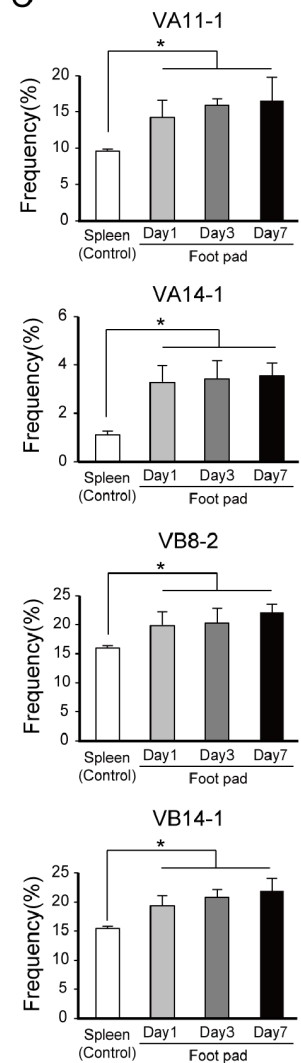 VA11-1
*
20
15
10
5
0
Frequency(%)
Spleen Day1 Day3 Day7
(Control) Foot pad
VA14-1
*
6
4
2
0
Frequency(%)
Spleen Day1 Day3 Day7
(Control) Foot pad
VB8-2
*
25
20
15
10
5
0
Frequency(%)
Spleen Day1 Day3 Day7
(Control) Foot pad
VB14-1
*
25
20
15
10
5
0
Frequency(%)
Spleen Day1 Day3 Day7
(Control) Foot pad